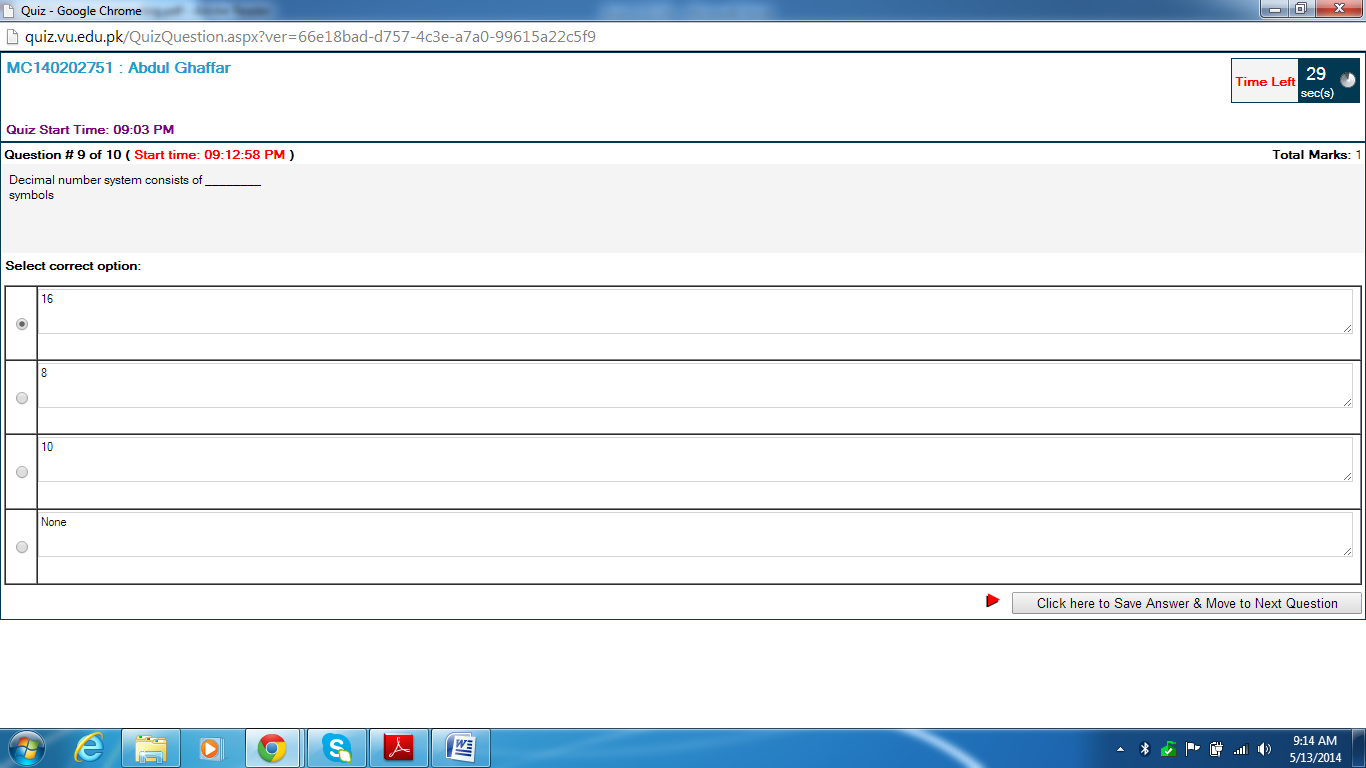 Quiz - Google Chrome
quiz.vu.edu.pk/QuizQuestion.aspx?ver=66e18bad-d757-4c3e-a7a0-99615a22c5f9
MC140202751 : Abdul Ghaffar
Time Left 29
sec(s)
Quiz Start Time: 09:03 PM
Question # 9 of 10 ( Start time: 09:12:58 PM ) Total Marks: 1
Decimal number system consists of ________
symbols
Select correct option:
16
8
10
None
Click here to Save Answer & Move to Next Question
9:14 AM
5/13/2014